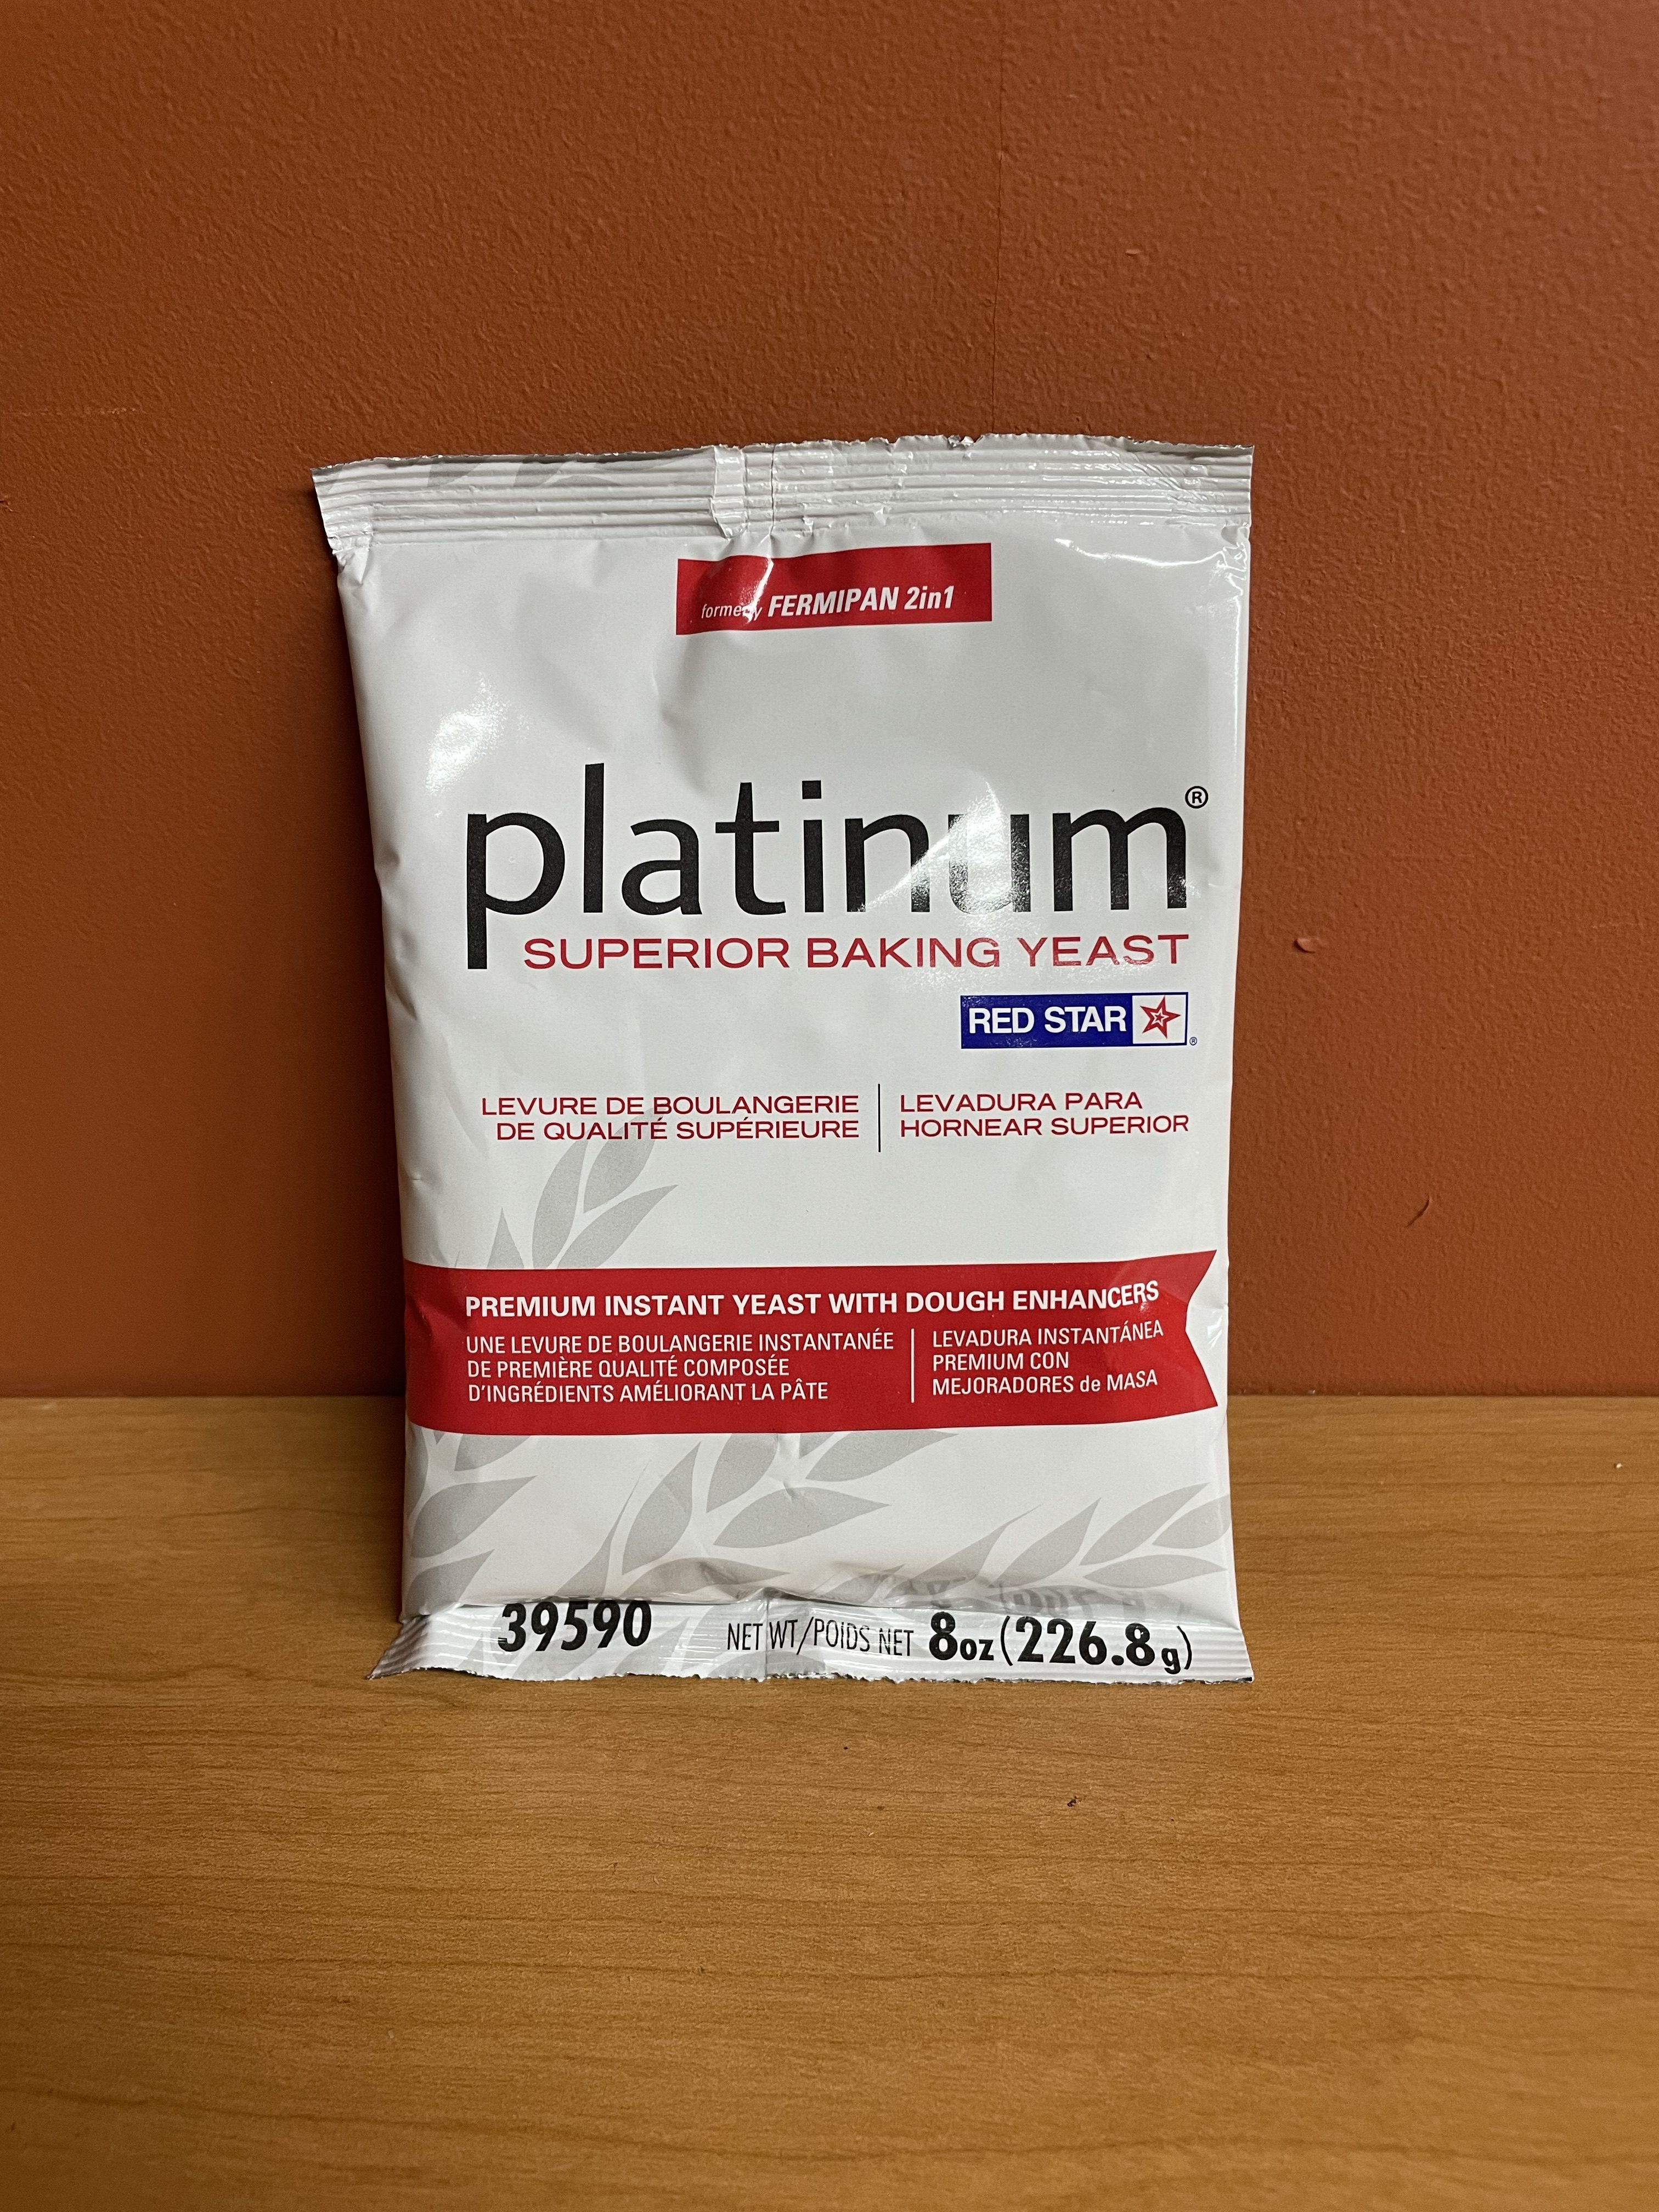 formerly FERMIPAN 2in1
platinum®
SUPERIOR BAKING YEAST
RED STAR ®
LEVURE DE BOULANGERIE
DE QUALITÉ SUPÉRIEURE
LEVADURA PARA
HORNEAR SUPERIOR
PREMIUM INSTANT YEAST WITH DOUGH ENHANCERS
UNE LEVURE DE BOULANGERIE INSTANTANÉE
DE PREMIÈRE QUALITÉ COMPOSÉE
D'INGRÉDIENTS AMÉLIORANT LA PÂTE
LEVADURA INSTANTÁNEA
PREMIUM CON
MEJORADORES de MASA
39590
NET WT/POIDS NET 8oz (226.8g)